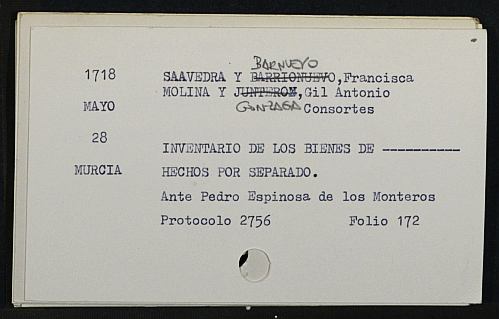 BARNUEVO
1718 SAAVEDRA Y BARRIONUEVO,Francisca
MOLINA Y JUNTERON,Gil Antonio
MAYO GONZAGA Consortes
28
INVENTARIO DE LOS BIENES DE ----------
MURCIA HECHOS POR SEPARADO.
Ante Pedro Espinosa de los Monteros
Protocolo 2756 Folio 172